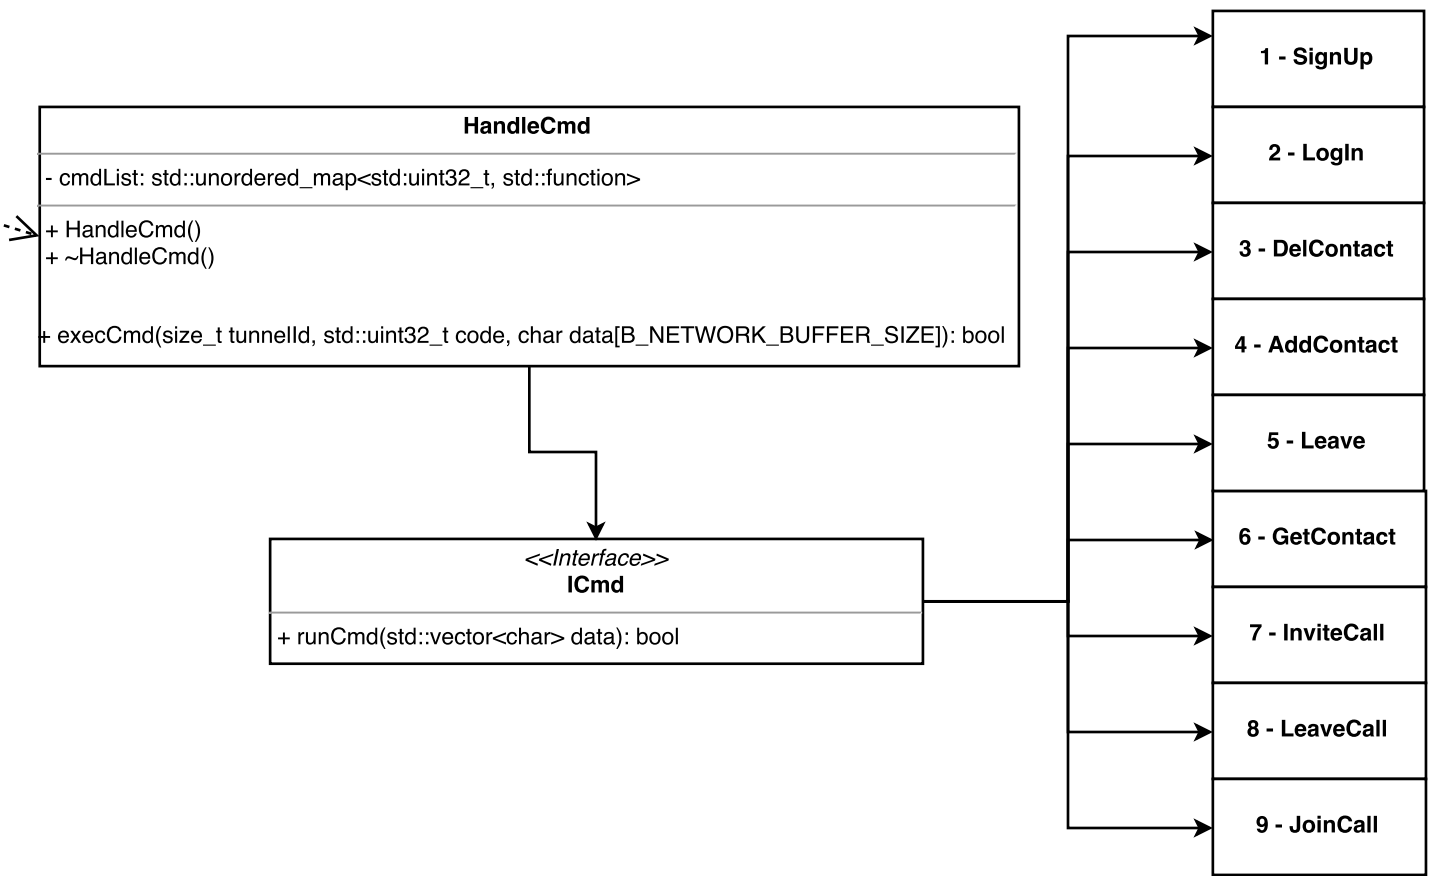 HandleCmd
- cmdList: std::unordered_map<std:uint32_t, std::function>
+ HandleCmd()
+ ~HandleCmd()
+ execCmd(size_t tunnelId, std::uint32_t code, char data[B_NETWORK_BUFFER_SIZE]): bool
<<Interface>>
ICmd
+ runCmd(std::vector<char> data): bool
1 - SignUp
2 - LogIn
3 - DelContact
4 - AddContact
5 - Leave
6 - GetContact
7 - InviteCall
8 - LeaveCall
9 - JoinCall